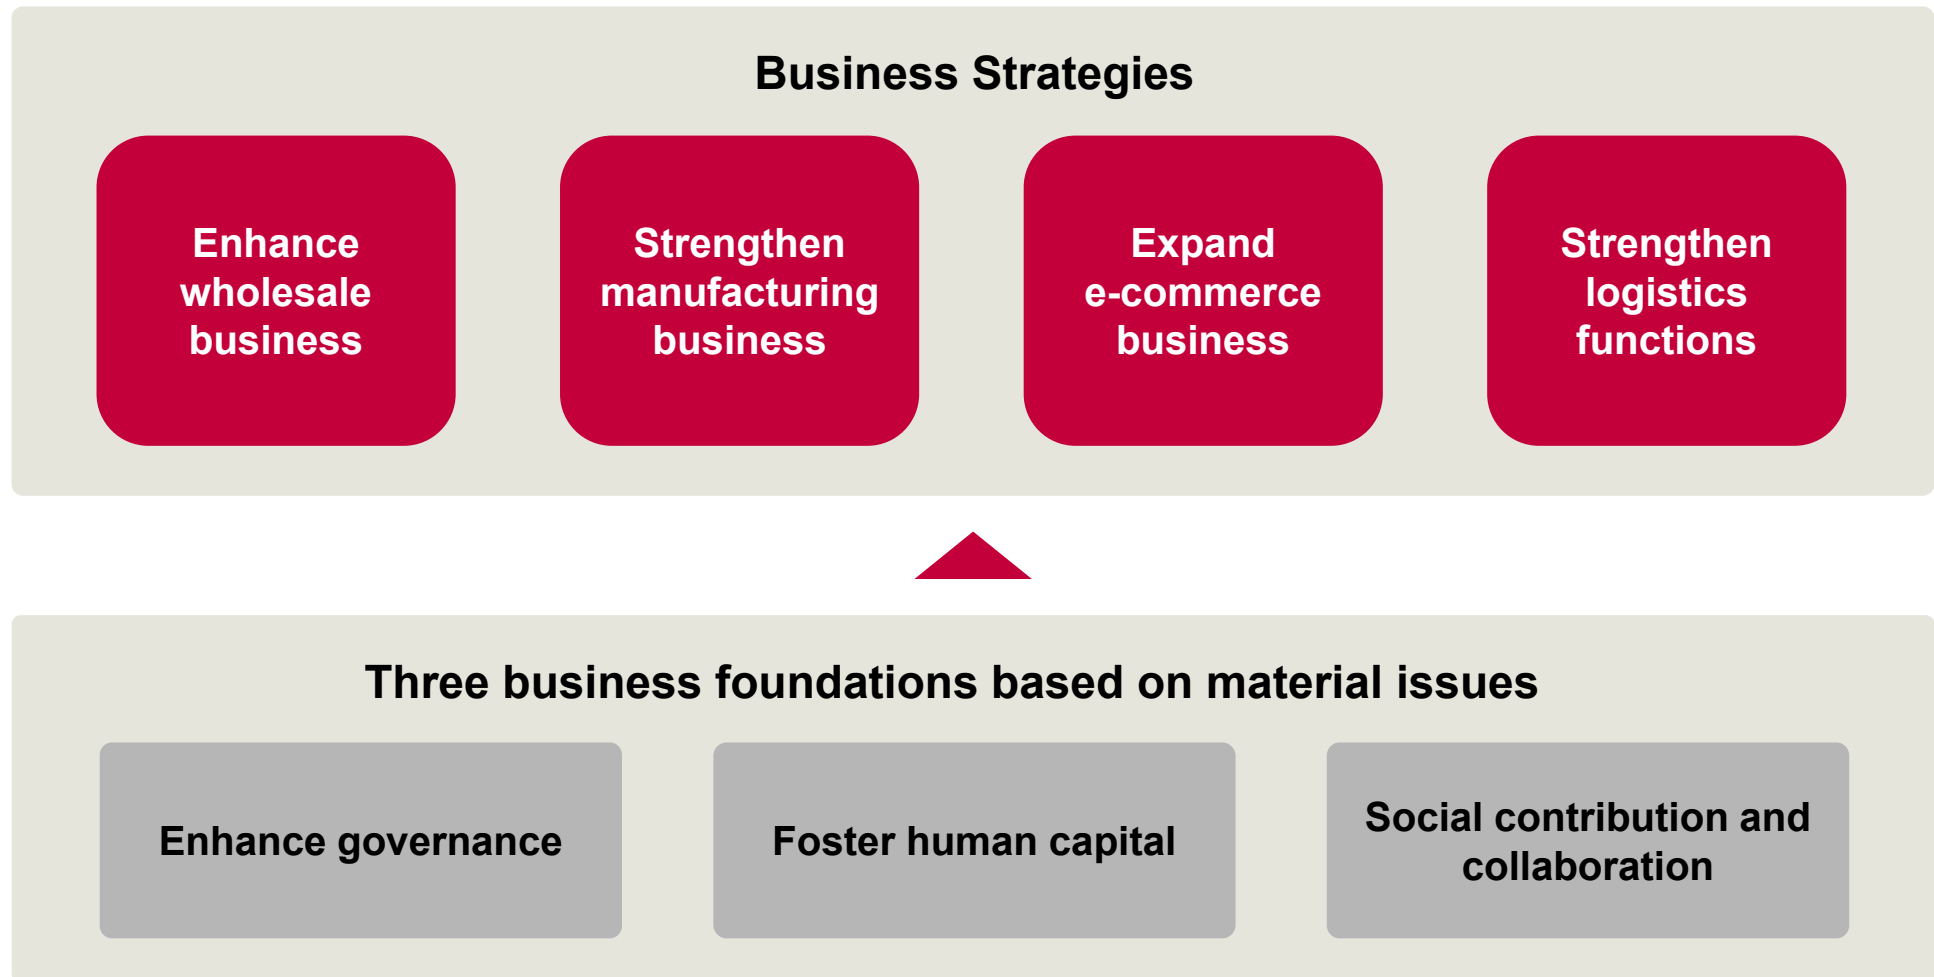 Business Strategies
Enhance
wholesale
business
Strengthen
manufacturing
business
Expand
e-commerce
business
Strengthen
logistics
functions
Three business foundations based on material issues
Enhance governance
Foster human capital
Social contribution and
collaboration